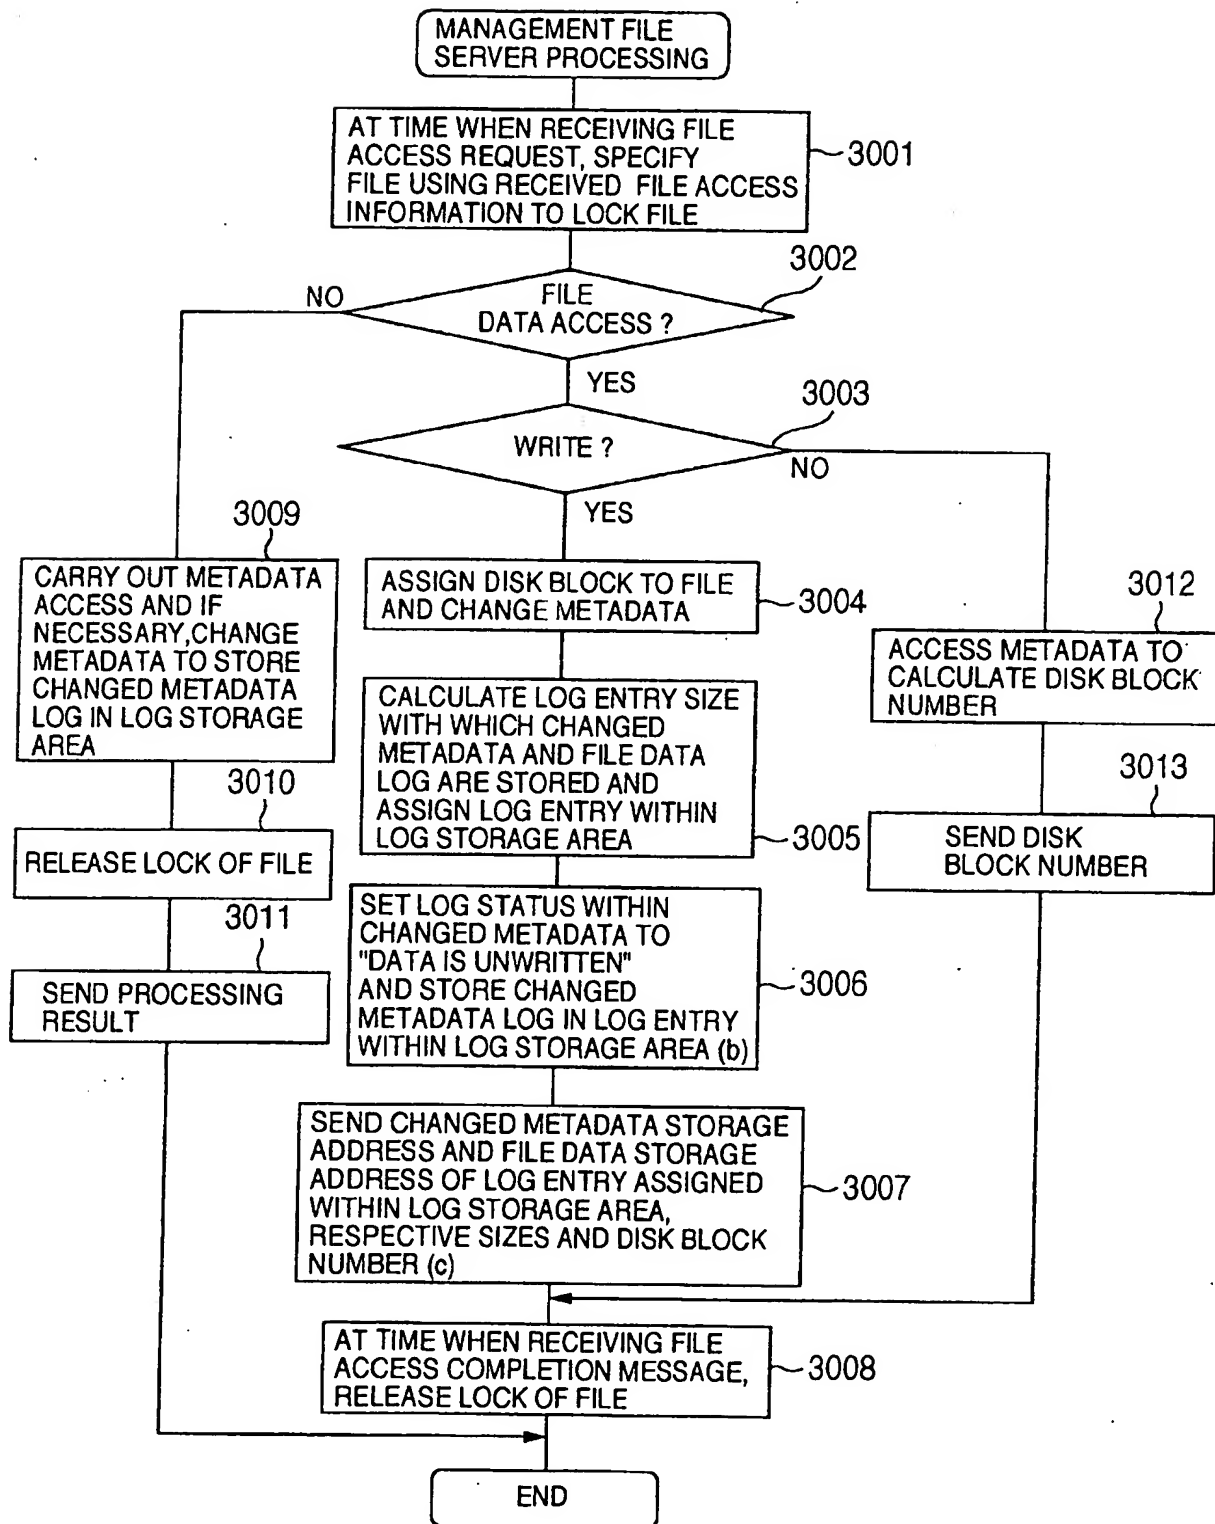 MANAGEMENT FILE
SERVER PROCESSING
AT TIME WHEN RECEIVING FILE
ACCESS REQUEST, SPECIFY
FILE USING RECEIVED FILE ACCESS
INFORMATION TO LOCK FILE
3001
3002
FILE
DATA ACCESS ?
NO
YES
3003
WRITE ?
NO
YES
3009
CARRY OUT METADATA
ACCESS AND IF
NECESSARY,CHANGE
METADATA TO STORE
CHANGED METADATA
LOG IN LOG STORAGE
AREA
3010
RELEASE LOCK OF FILE
3011
SEND PROCESSING
RESULT
ASSIGN DISK BLOCK TO FILE
AND CHANGE METADATA
3004
CALCULATE LOG ENTRY SIZE
WITH WHICH CHANGED
METADATA AND FILE DATA
LOG ARE STORED AND
ASSIGN LOG ENTRY WITHIN
LOG STORAGE AREA
3005
SET LOG STATUS WITHIN
CHANGED METADATA TO
"DATA IS UNWRITTEN"
AND STORE CHANGED
METADATA LOG IN LOG ENTRY
WITHIN LOG STORAGE AREA (b)
3006
SEND CHANGED METADATA STORAGE
ADDRESS AND FILE DATA STORAGE
ADDRESS OF LOG ENTRY ASSIGNED
WITHIN LOG STORAGE AREA,
RESPECTIVE SIZES AND DISK BLOCK
NUMBER (c)
3007
3012
ACCESS METADATA TO
CALCULATE DISK BLOCK
NUMBER
3013
SEND DISK
BLOCK NUMBER
AT TIME WHEN RECEIVING FILE
ACCESS COMPLETION MESSAGE,
RELEASE LOCK OF FILE
3008
END